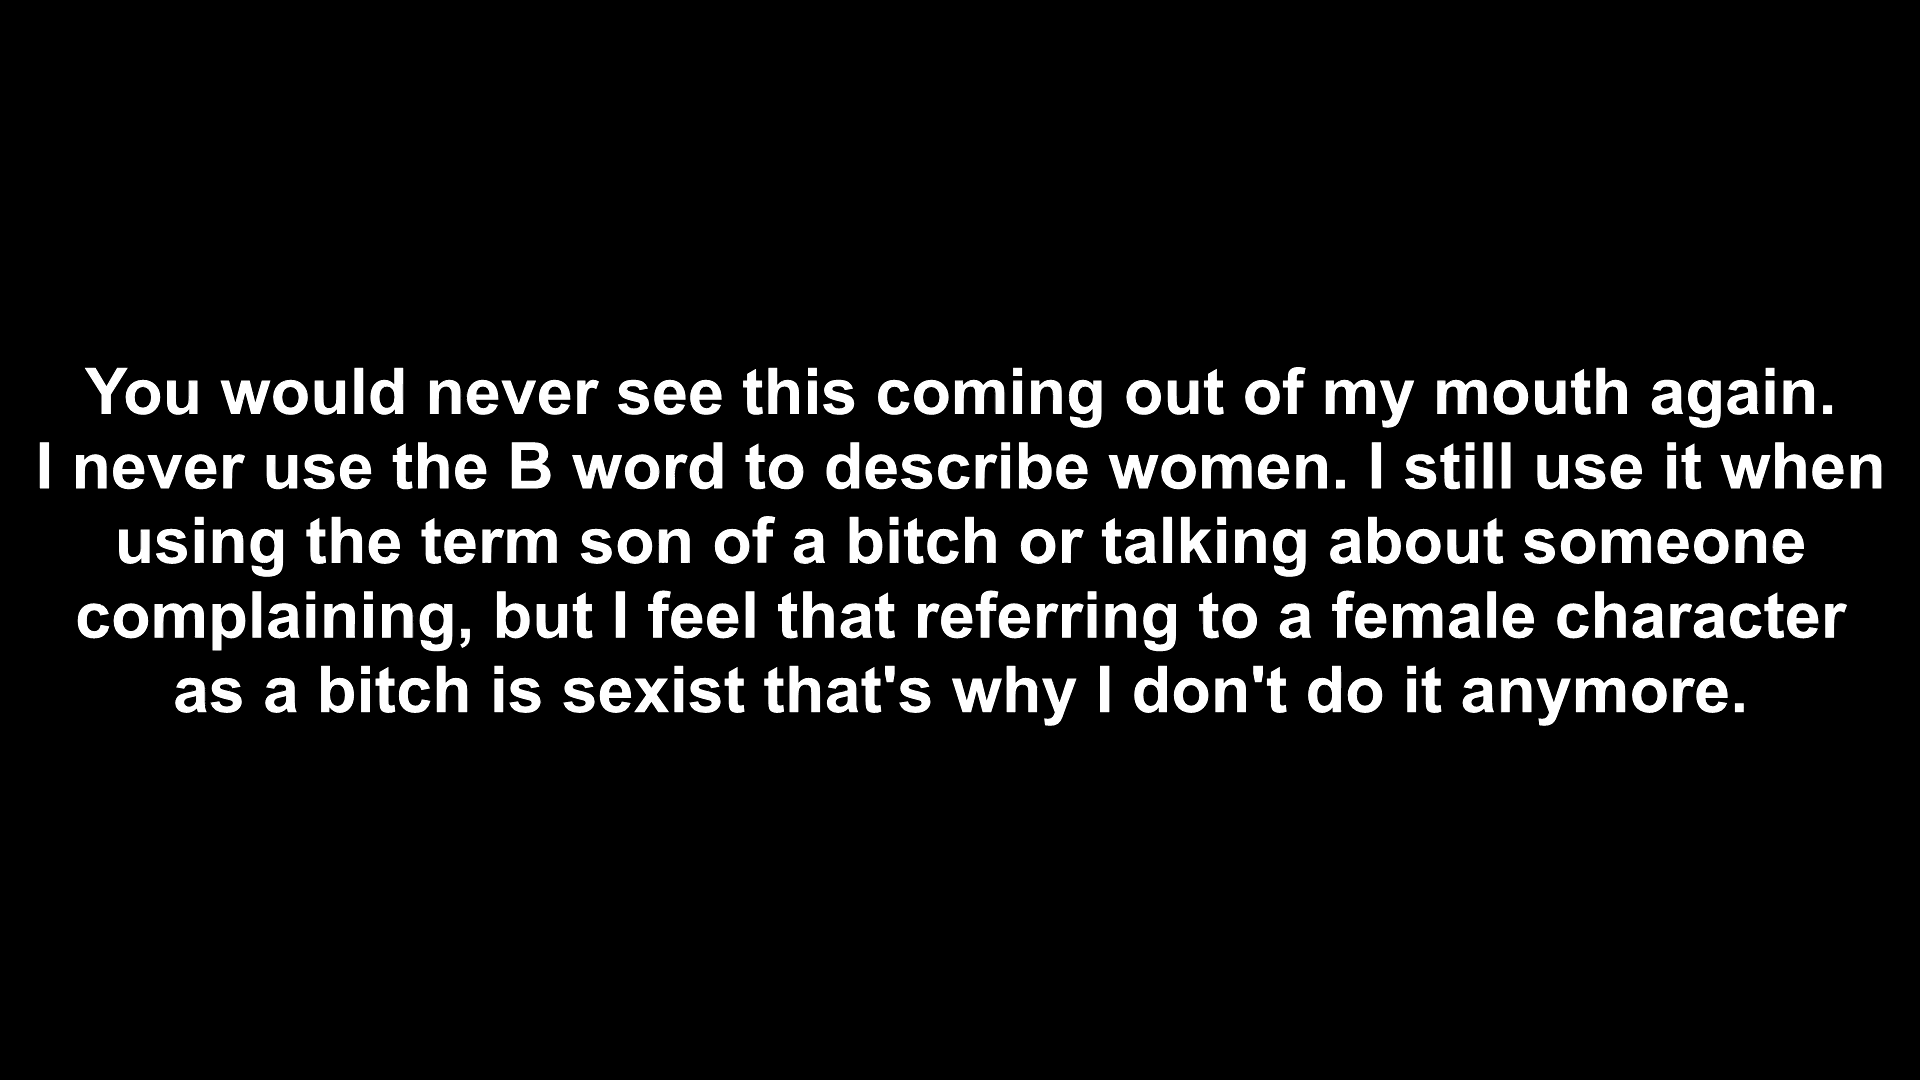 You would never see this coming out of my mouth again.
I never use the B word to describe women. I still use it when
using the term son of a bitch or talking about someone
complaining, but I feel that referring to a female character
as a bitch is sexist that's why I don't do it anymore.